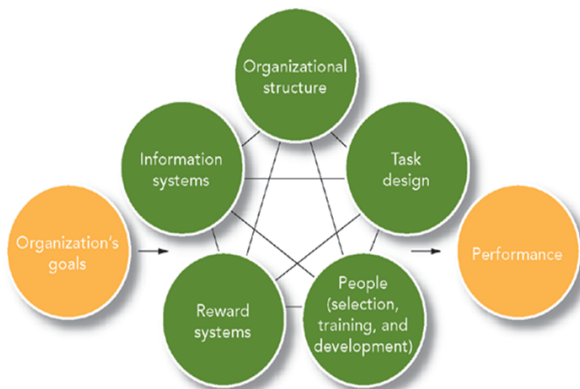 Organizational
structure
Information
systems
Task
design
Organization's
goals
Performance
Reward
systems
People
(selection,
training, and
development)